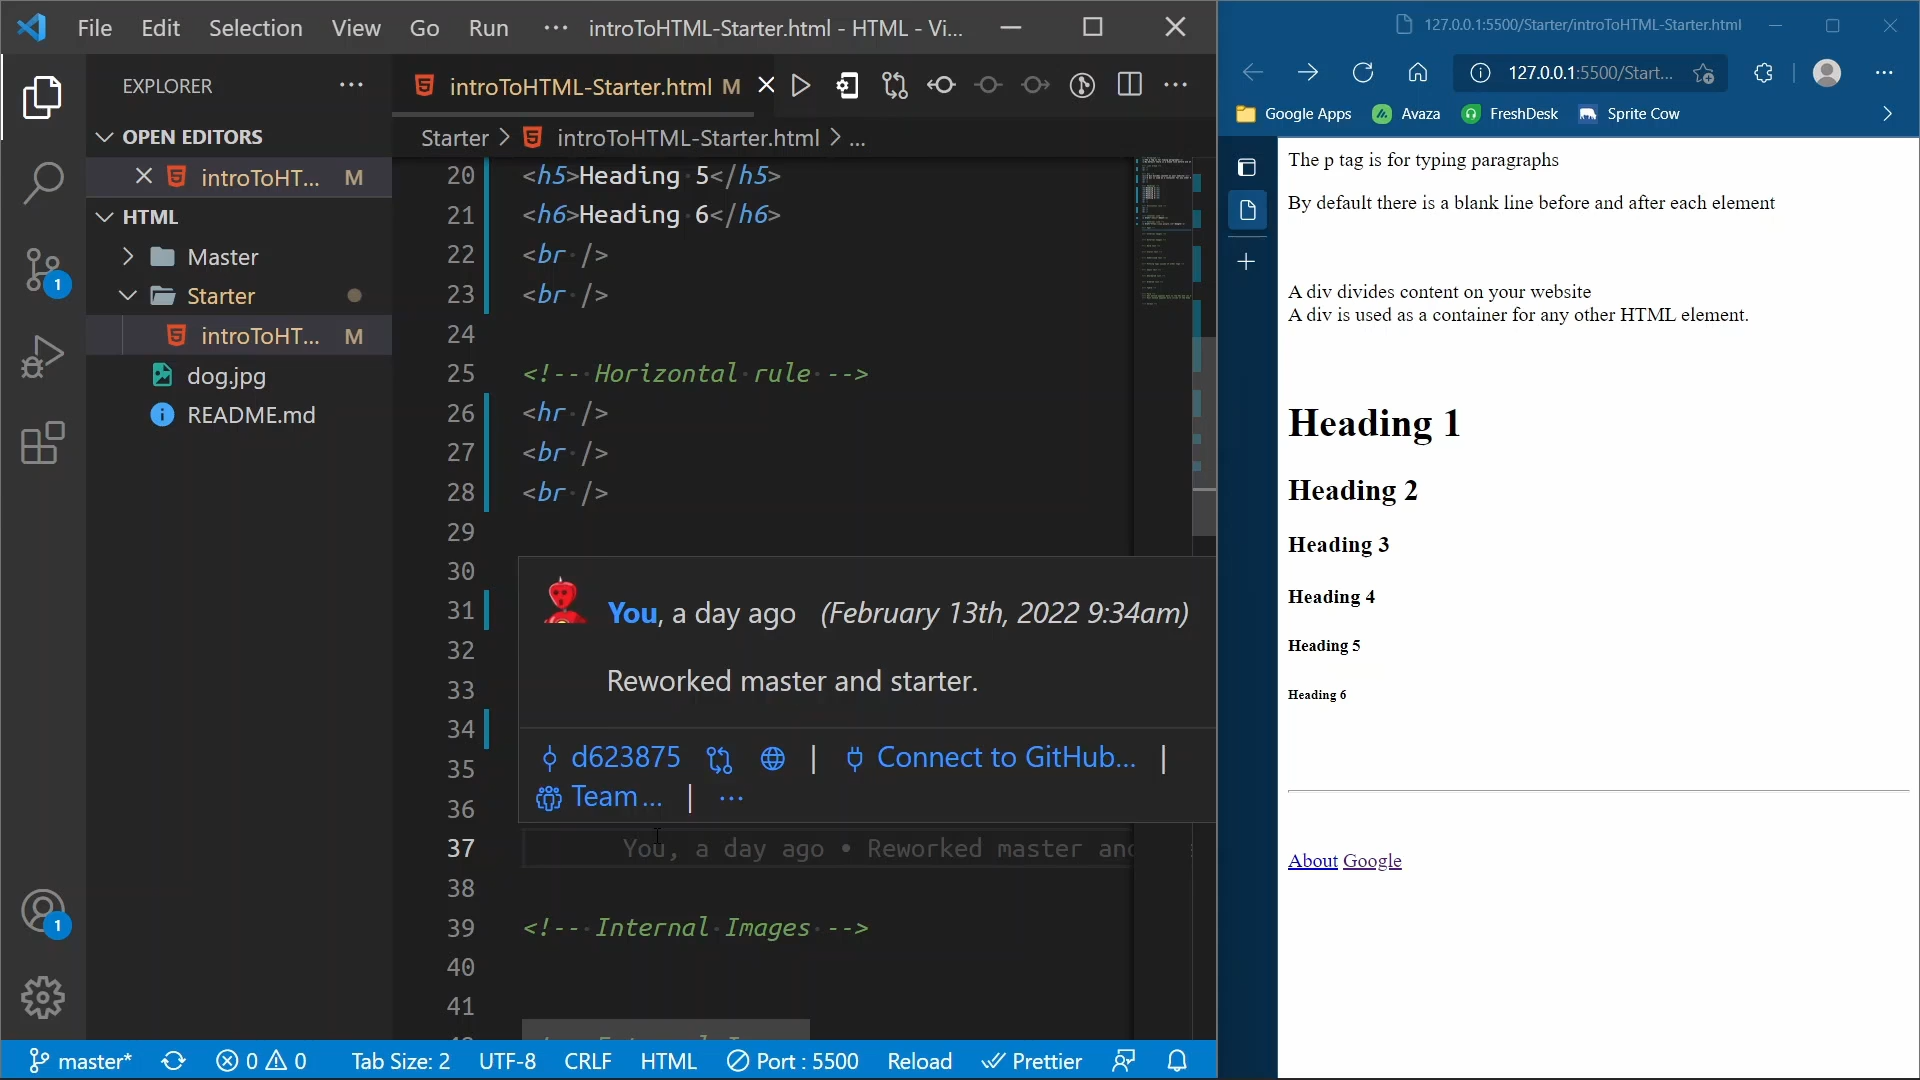 File Edit Selection View Go Run ··· introToHTML-Starter.html - HTML - Vi...
EXPLORER ···
OPEN EDITORS
introToHT... M
HTML
Master
Starter
introToHT... M
dog.jpg
README.md
1
1
introToHTML-Starter.html M
Starter > introToHTML-Starter.html > ...
20 <h5>Heading 5</h5>
21 <h6>Heading 6</h6>
22 <br />
23 <br />
24
25 <!-- Horizontal rule -->
26 <hr />
27 <br />
28 <br />
29
30
31
32
33
34
35
36
You, a day ago (February 13th, 2022 9:34am)
Reworked master and starter.
d623875 | Connect to GitHub... |
Team... | ···
37 You, a day ago • Reworked master and
38
39 <!-- Internal Images -->
40
41
master* 0 0 Tab Size: 2 UTF-8 CRLF HTML Port : 5500 Reload Prettier
127.0.0.1:5500/Starter/introToHTML-Starter.html
127.0.0.1:5500/Start...
Google Apps Avaza FreshDesk Sprite Cow
The p tag is for typing paragraphs
By default there is a blank line before and after each element
A div divides content on your website
A div is used as a container for any other HTML element.
Heading 1
Heading 2
Heading 3
Heading 4
Heading 5
Heading 6
About Google